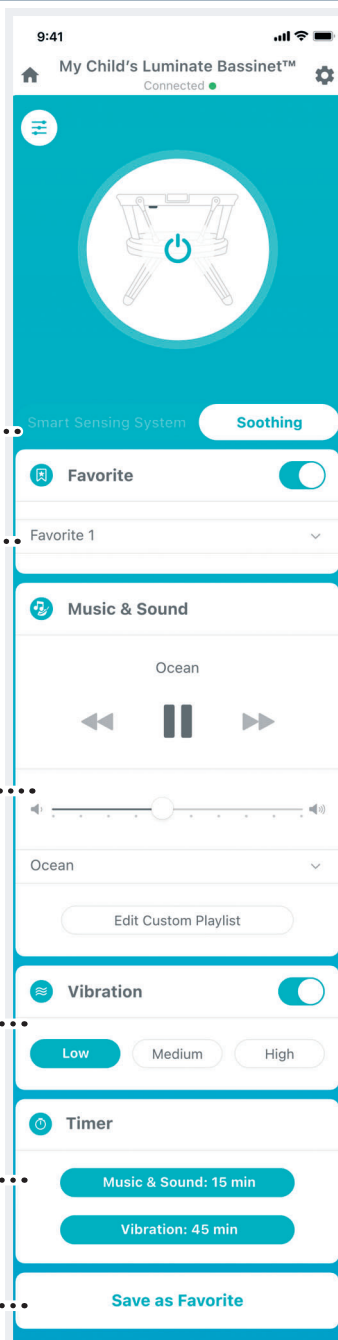 9:41
My Child's Luminate Bassinet™
Connected
Smart Sensing System
Soothing
Favorite
Favorite 1
Music & Sound
Ocean
Ocean
Edit Custom Playlist
Vibration
Low
Medium
High
Timer
Music & Sound: 15 min
Vibration: 45 min
Save as Favorite